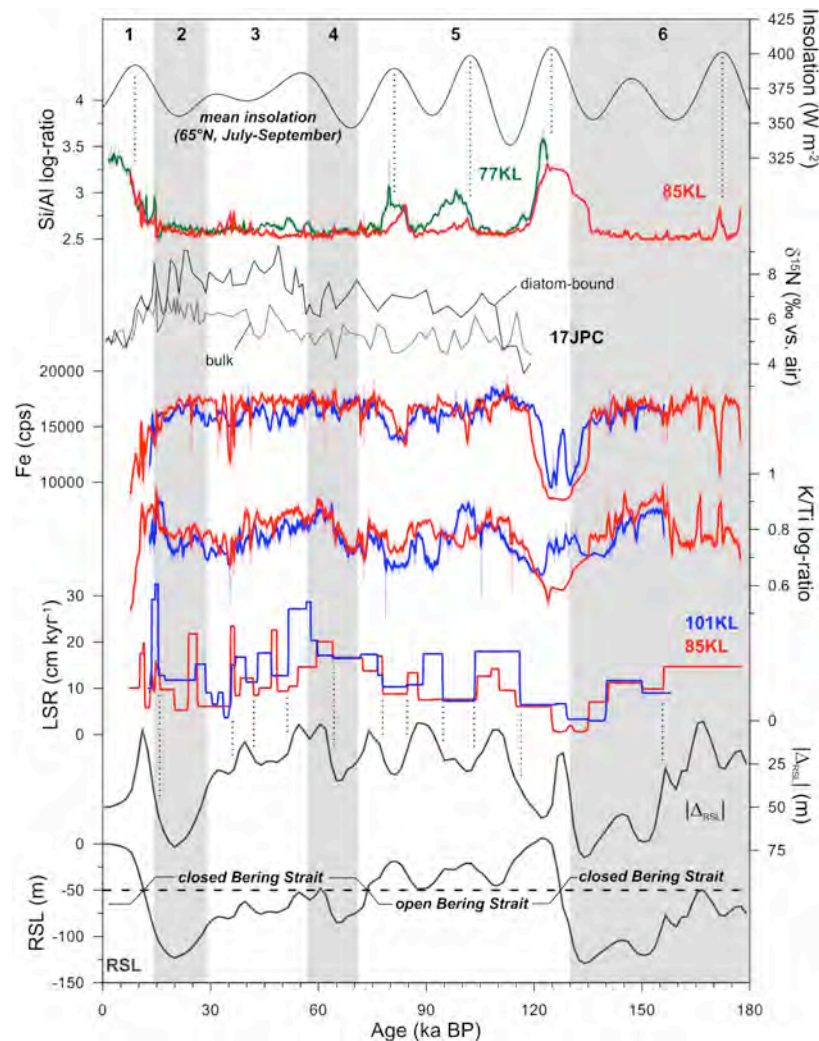 1 2 3 4 5 6
425
400
375
350
325
Insolation (W m⁻²)
mean insolation
(65°N, July-September)
4
3.5
3
2.5
Si/Al log-ratio
77KL
85KL
8
6
4
δ¹⁵N (‰ vs. air)
diatom-bound
17JPC
bulk
20000
15000
10000
Fe (cps)
1
0.8
0.6
K/Ti log-ratio
30
20
10
0
LSR (cm kyr⁻¹)
101KL
85KL
0
25
50
75
|Δ_RSL| (m)
|Δ_RSL|
0
-50
-100
-150
RSL (m)
closed Bering Strait
closed Bering Strait
open Bering Strait
RSL
0 30 60 90 120 150 180
Age (ka BP)